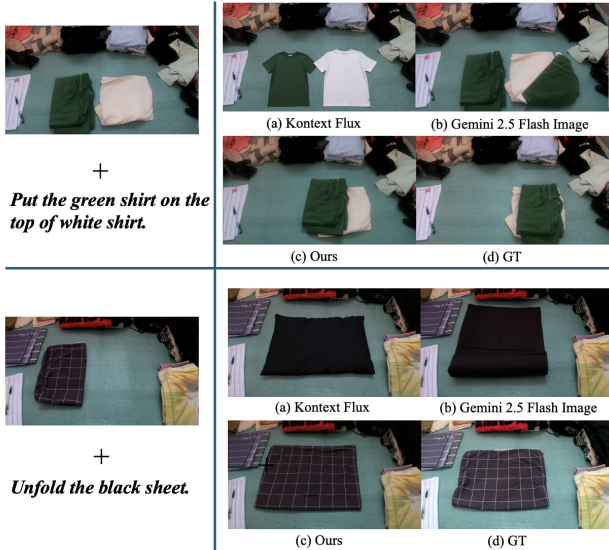 (a) Kontext Flux
(b) Gemini 2.5 Flash Image
+
Put the green shirt on the
top of white shirt.
(c) Ours
(d) GT
(a) Kontext Flux
(b) Gemini 2.5 Flash Image
+
Unfold the black sheet.
(c) Ours
(d) GT